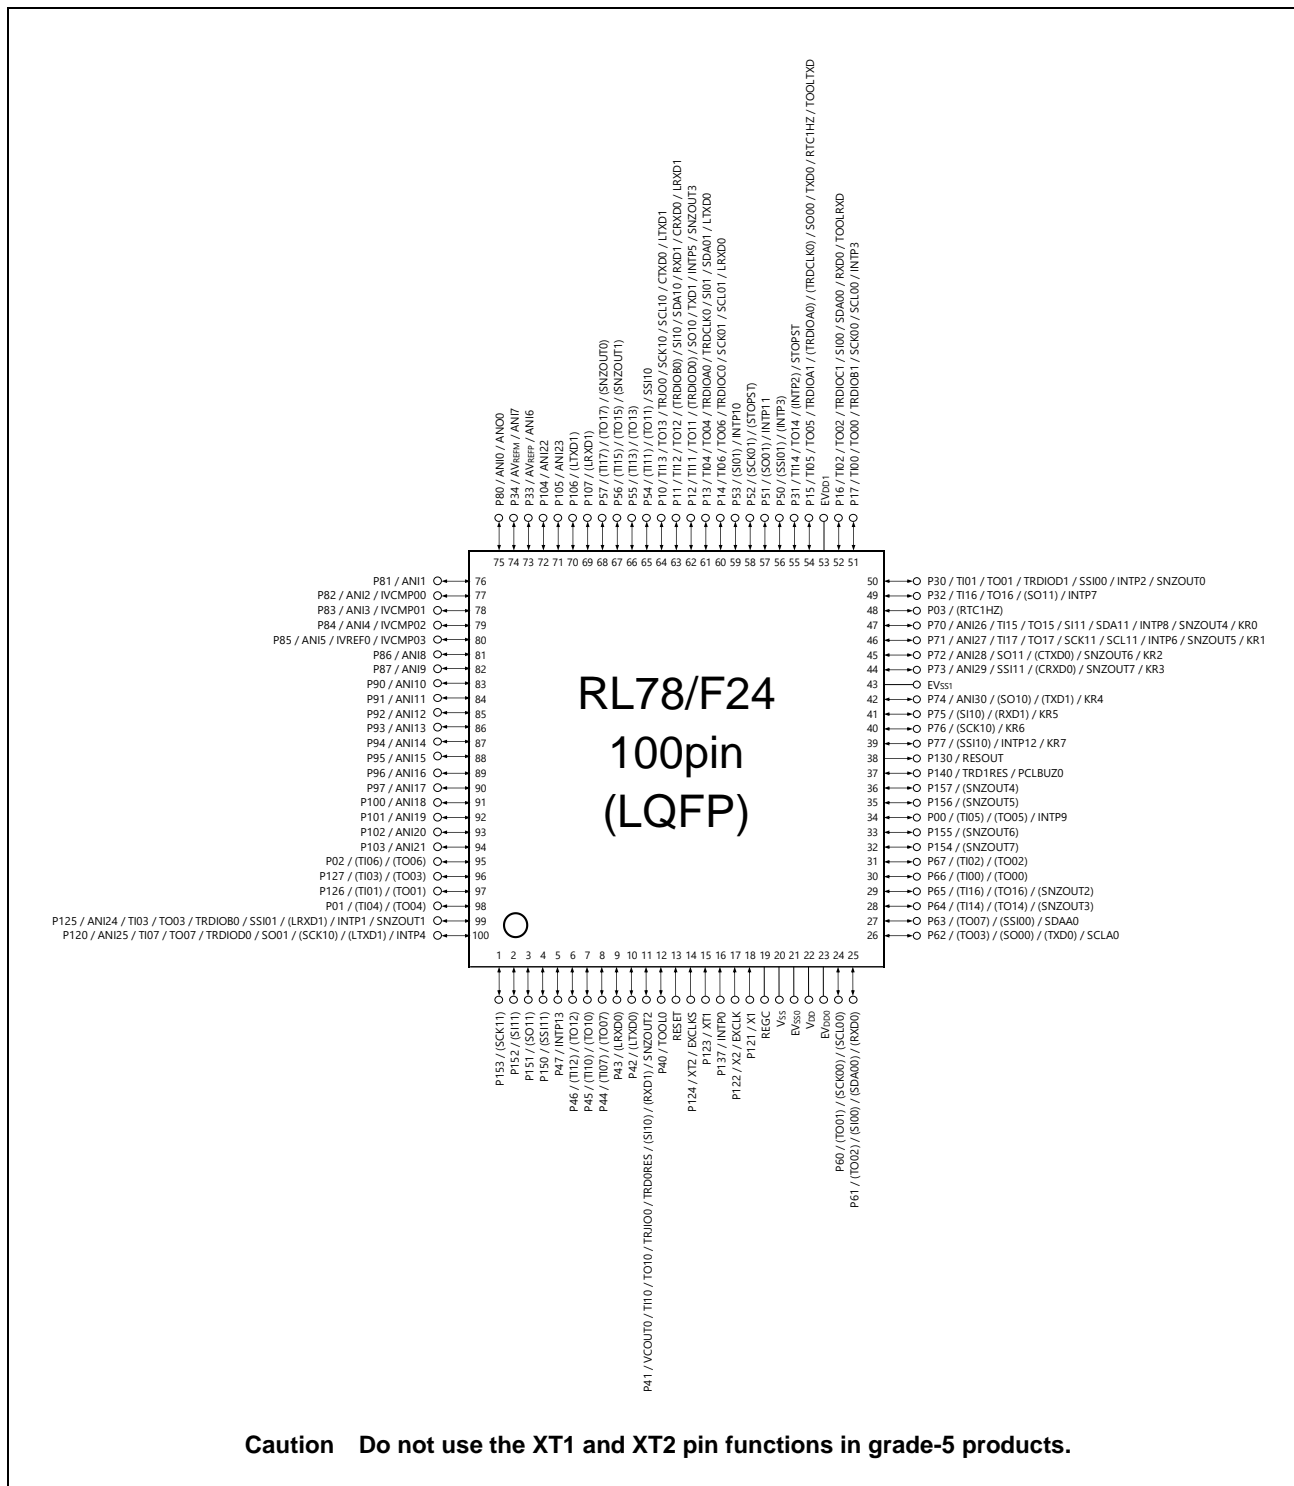 P80 / ANI0 / ANO0
P34 / AVREFM / ANI7
P33 / AVREFP / ANI6
P104 / ANI22
P105 / ANI23
P106 / (LTXD1)
P107 / (LRXD1)
P57 / (TI17) / (TO17) / (SNZOUT0)
P56 / (TI15) / (TO15) / (SNZOUT1)
P55 / (TI13) / (TO13)
P54 / (TI11) / (TO11) / SSI10
P10 / TI13 / TO13 / TRJO0 / SCK10 / SCL10 / CTXD0 / LTXD1
P11 / TI12 / TO12 / (TRDIOB0) / SI10 / SDA10 / RXD1 / CRXD0 / LRXD1
P12 / TI11 / TO11 / (TRDIOD0) / SO10 / TXD1 / INTP5 / SNZOUT3
P13 / TI04 / TO04 / TRDIOA0 / TRDCLK0 / SI01 / SDA01 / LTXD0
P14 / TI06 / TO06 / TRDIOC0 / SCK01 / SCL01 / LRXD0
P53 / (SI01) / INTP10
P52 / (SCK01) / (STOPST)
P51 / (SO01) / INTP11
P50 / (SSI01) / (INTP3)
P31 / TI14 / TO14 / (INTP2) / STOPST
P15 / TI05 / TO05 / TRDIOA1 / (TRDIOA0) / (TRDCLK0) / SO00 / TXD0 / RTC1HZ / TOOLTXD
EVDD1
P16 / TI02 / TO02 / TRDIOC1 / SI00 / SDA00 / RXD0 / TOOLRXD
P17 / TI00 / TO00 / TRDIOB1 / SCK00 / SCL00 / INTP3
75 74 73 72 71 70 69 68 67 66 65 64 63 62 61 60 59 58 57 56 55 54 53 52 51
P81 / ANI1 76
P82 / ANI2 / IVCMP00 77
P83 / ANI3 / IVCMP01 78
P84 / ANI4 / IVCMP02 79
P85 / ANI5 / IVREF0 / IVCMP03 80
P86 / ANI8 81
P87 / ANI9 82
P90 / ANI10 83
P91 / ANI11 84
P92 / ANI12 85
P93 / ANI13 86
P94 / ANI14 87
P95 / ANI15 88
P96 / ANI16 89
P97 / ANI17 90
P100 / ANI18 91
P101 / ANI19 92
P102 / ANI20 93
P103 / ANI21 94
P02 / (TI06) / (TO06) 95
P127 / (TI03) / (TO03) 96
P126 / (TI01) / (TO01) 97
P01 / (TI04) / (TO04) 98
P125 / ANI24 / TI03 / TO03 / TRDIOB0 / SSI01 / (LRXD1) / INTP1 / SNZOUT1 99
P120 / ANI25 / TI07 / TO07 / TRDIOD0 / SO01 / (SCK10) / (LTXD1) / INTP4 100
RL78/F24
100pin
(LQFP)
50 P30 / TI01 / TO01 / TRDIOD1 / SSI00 / INTP2 / SNZOUT0
49 P32 / TI16 / TO16 / (SO11) / INTP7
48 P03 / (RTC1HZ)
47 P70 / ANI26 / TI15 / TO15 / SI11 / SDA11 / INTP8 / SNZOUT4 / KR0
46 P71 / ANI27 / TI17 / TO17 / SCK11 / SCL11 / INTP6 / SNZOUT5 / KR1
45 P72 / ANI28 / SO11 / (CTXD0) / SNZOUT6 / KR2
44 P73 / ANI29 / SSI11 / (CRXD0) / SNZOUT7 / KR3
43 EVSS1
42 P74 / ANI30 / (SO10) / (TXD1) / KR4
41 P75 / (SI10) / (RXD1) / KR5
40 P76 / (SCK10) / KR6
39 P77 / (SSI10) / INTP12 / KR7
38 P130 / RESOUT
37 P140 / TRD1RES / PCLBUZ0
36 P157 / (SNZOUT4)
35 P156 / (SNZOUT5)
34 P00 / (TI05) / (TO05) / INTP9
33 P155 / (SNZOUT6)
32 P154 / (SNZOUT7)
31 P67 / (TI02) / (TO02)
30 P66 / (TI00) / (TO00)
29 P65 / (TI16) / (TO16) / (SNZOUT2)
28 P64 / (TI14) / (TO14) / (SNZOUT3)
27 P63 / (TO07) / (SSI00) / SDAA0
26 P62 / (TO03) / (SO00) / (TXD0) / SCLA0
1 2 3 4 5 6 7 8 9 10 11 12 13 14 15 16 17 18 19 20 21 22 23 24 25
P153 / (SCK11)
P152 / (SI11)
P151 / (SO11)
P150 / (SSI11)
P47 / INTP13
P46 / (TI12) / (TO12)
P45 / (TI10) / (TO10)
P44 / (TI07) / (TO07)
P43 / (LRXD0)
P42 / (LTXD0)
P41 / VCOUT0 / TI10 / TO10 / TRJIO0 / TRD0RES / (SI10) / (RXD1) / SNZOUT2
P40 / TOOL0
RESET
P124 / XT2 / EXCLKS
P123 / XT1
P137 / INTP0
P122 / X2 / EXCLK
P121 / X1
REGC
VSS
EVSS0
VDD
EVDD0
P60 / (TO01) / (SCK00) / (SCL00)
P61 / (TO02) / (SI00) / (SDA00) / (RXD0)
Caution Do not use the XT1 and XT2 pin functions in grade-5 products.